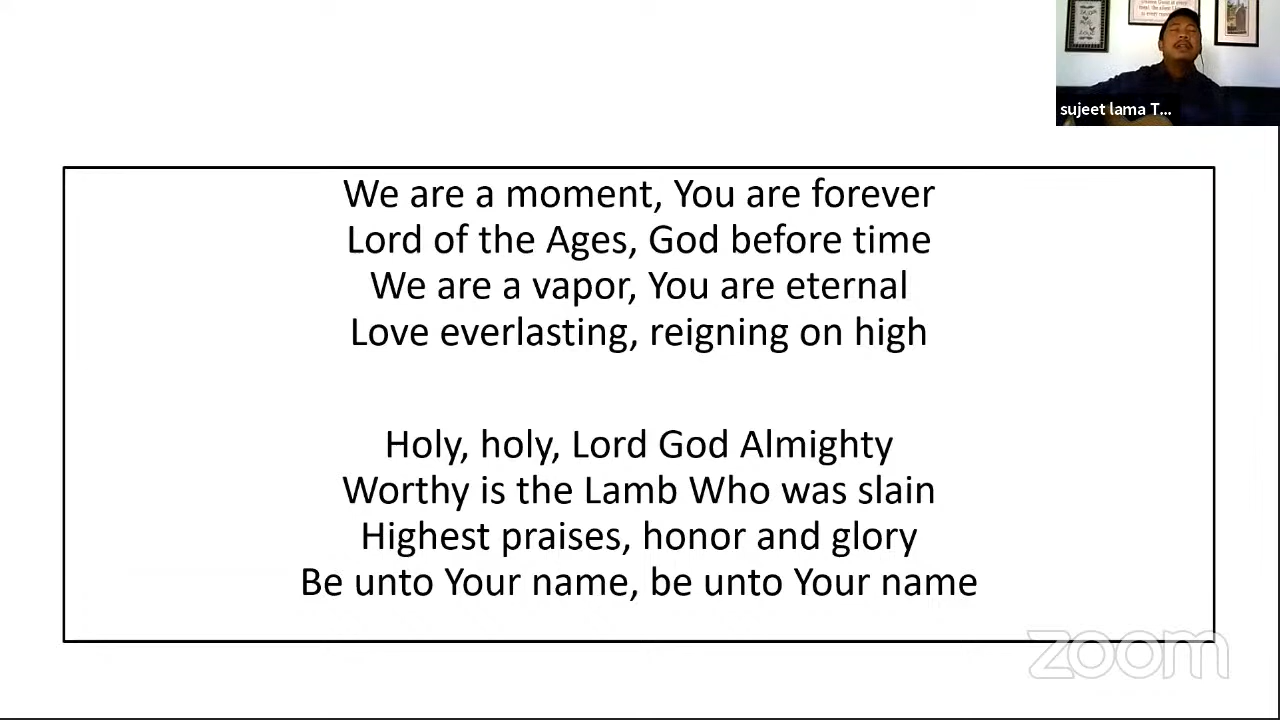 sujeet lama T...
We are a moment, You are forever
Lord of the Ages, God before time
We are a vapor, You are eternal
Love everlasting, reigning on high
Holy, holy, Lord God Almighty
Worthy is the Lamb Who was slain
Highest praises, honor and glory
Be unto Your name, be unto Your name
zoom